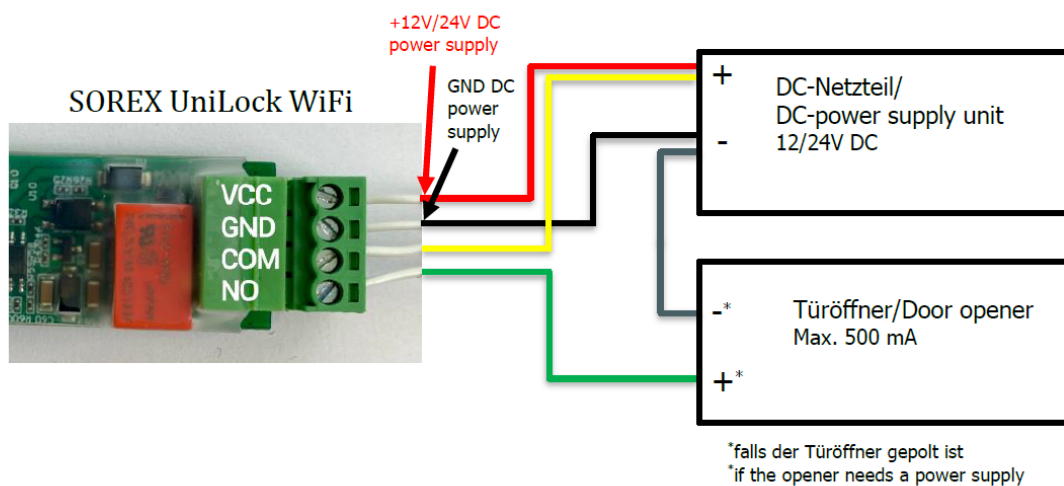 +12V/24V DC
power supply
GND DC
power
supply
SOREX UniLock WiFi
VCC
GND
COM
NO
+
-
DC-Netzteil/
DC-power supply unit
12/24V DC
-*
+*
Türöffner/Door opener
Max. 500 mA
*falls der Türöffner gepolt ist
*if the opener needs a power supply